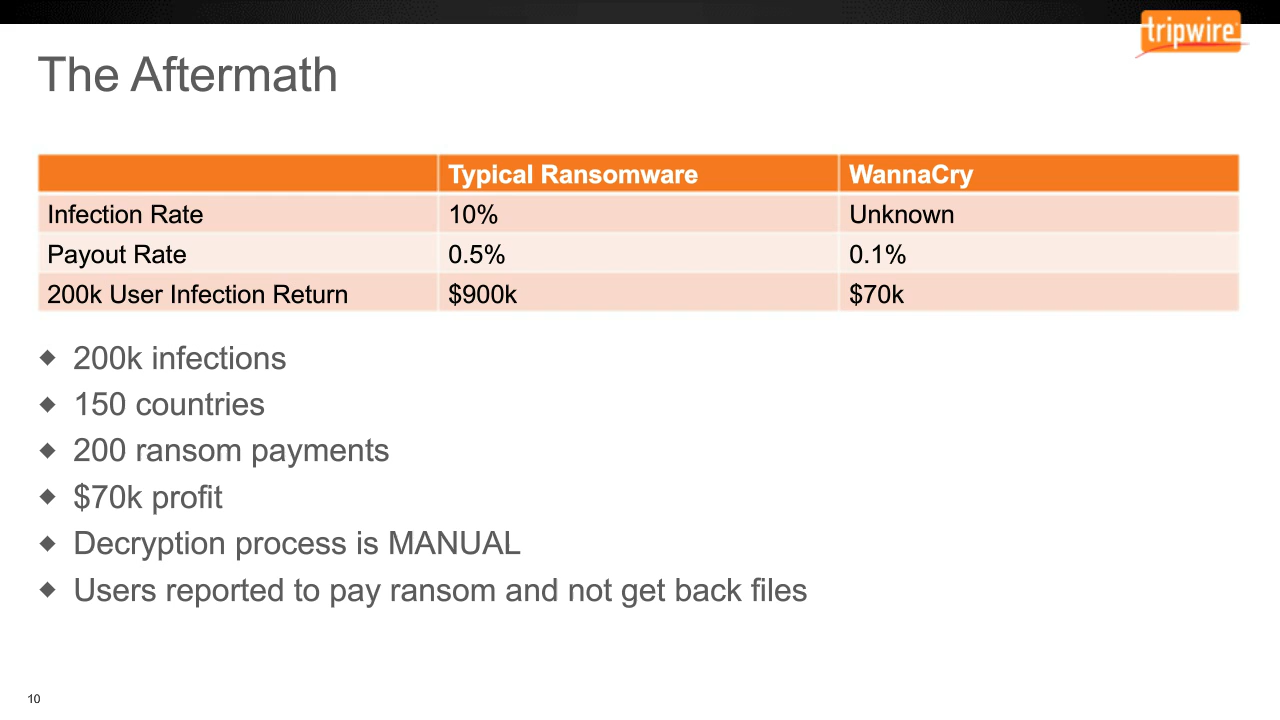 tripwire
The Aftermath
Typical Ransomware WannaCry
Infection Rate 10% Unknown
Payout Rate 0.5% 0.1%
200k User Infection Return $900k $70k
◆ 200k infections
◆ 150 countries
◆ 200 ransom payments
◆ $70k profit
◆ Decryption process is MANUAL
◆ Users reported to pay ransom and not get back files
10